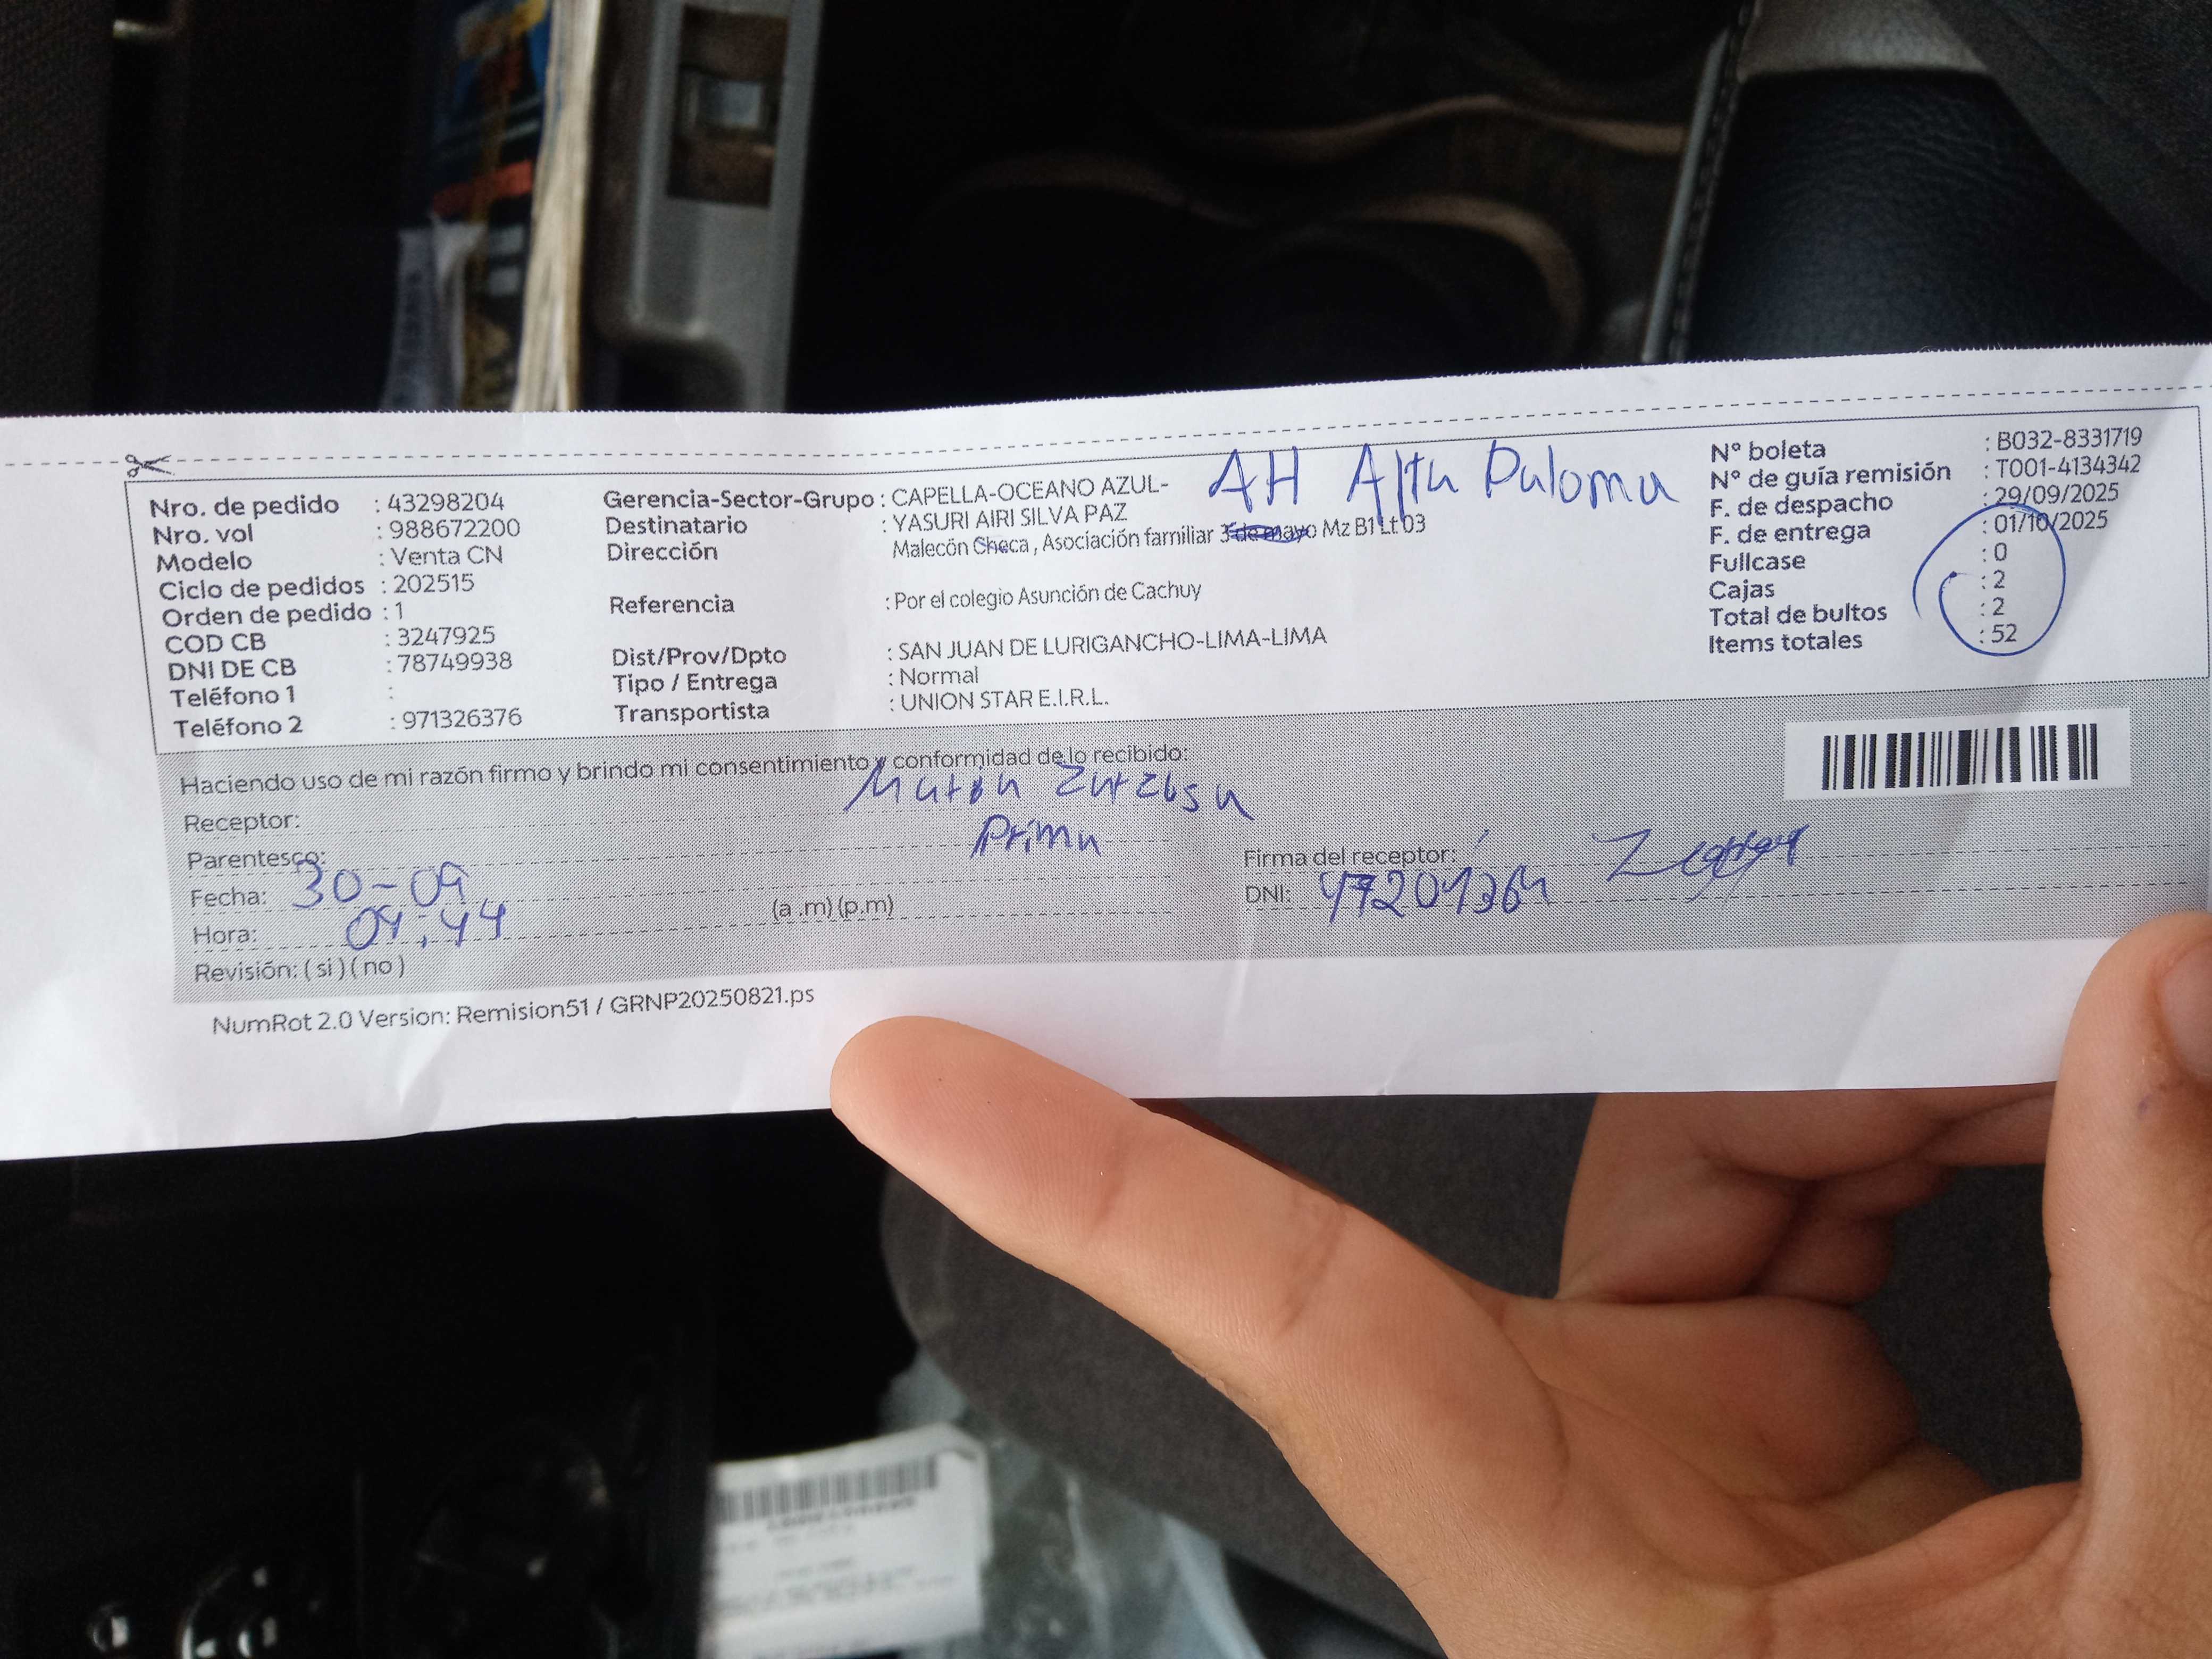 AH Alta Paloma
Nro. de pedido : 43298204
Nro. vol : 988672200
Modelo : Venta CN
Ciclo de pedidos : 202515
Orden de pedido : 1
COD CB : 3247925
DNI DE CB : 78749938
Teléfono 1 :
Teléfono 2 : 971326376
Gerencia-Sector-Grupo : CAPELLA-OCEANO AZUL-
Destinatario : YASURI AIRI SILVA PAZ
Dirección Malecón Checa , Asociación familiar 3 de mayo Mz B1 Lt 03
Referencia : Por el colegio Asunción de Cachuy
Dist/Prov/Dpto : SAN JUAN DE LURIGANCHO-LIMA-LIMA
Tipo / Entrega : Normal
Transportista : UNION STAR E.I.R.L.
N° boleta : B032-8331719
N° de guía remisión : T001-4134342
F. de despacho : 29/09/2025
F. de entrega : 01/10/2025
Fullcase : 0
Cajas : 2
Total de bultos : 2
Items totales : 52
Haciendo uso de mi razón firmo y brindo mi consentimiento y conformidad de lo recibido:
Receptor:
Parentesco: Prima
Fecha: 30-09
Hora: 04:44 (a .m) (p.m)
Revisión: ( si ) ( no )
Firma del receptor:
DNI:
NumRot 2.0 Version: Remision51 / GRNP20250821.ps